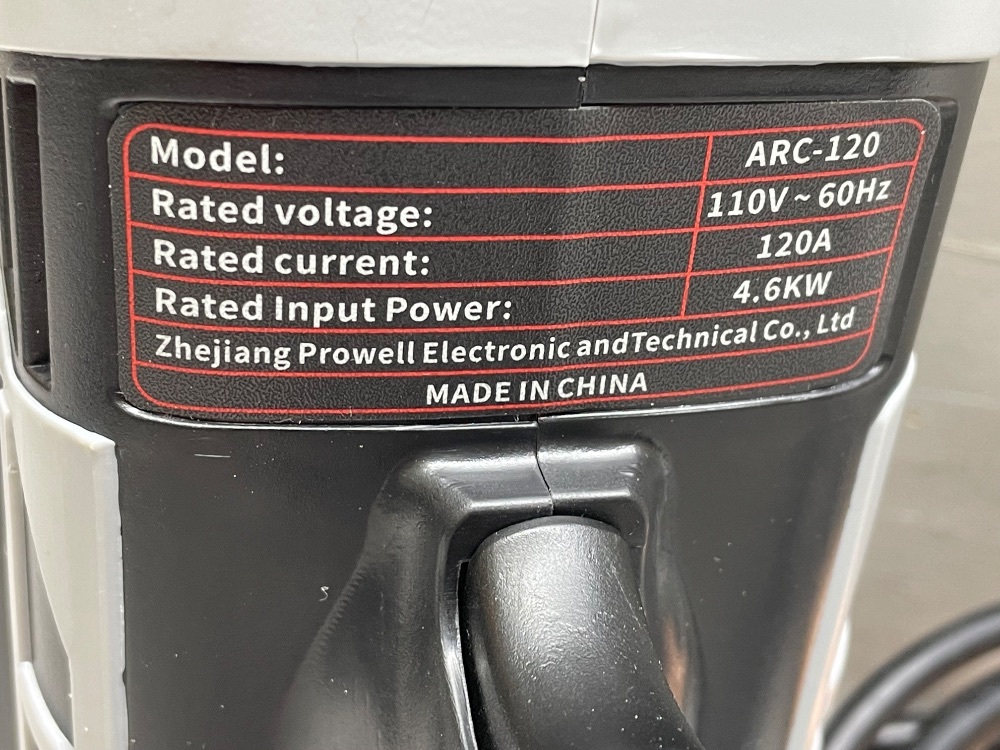 Model: ARC-120
Rated voltage: 110V ~ 60Hz
Rated current: 120A
Rated Input Power: 4.6KW
Zhejiang Prowell Electronic andTechnical Co., Ltd
MADE IN CHINA